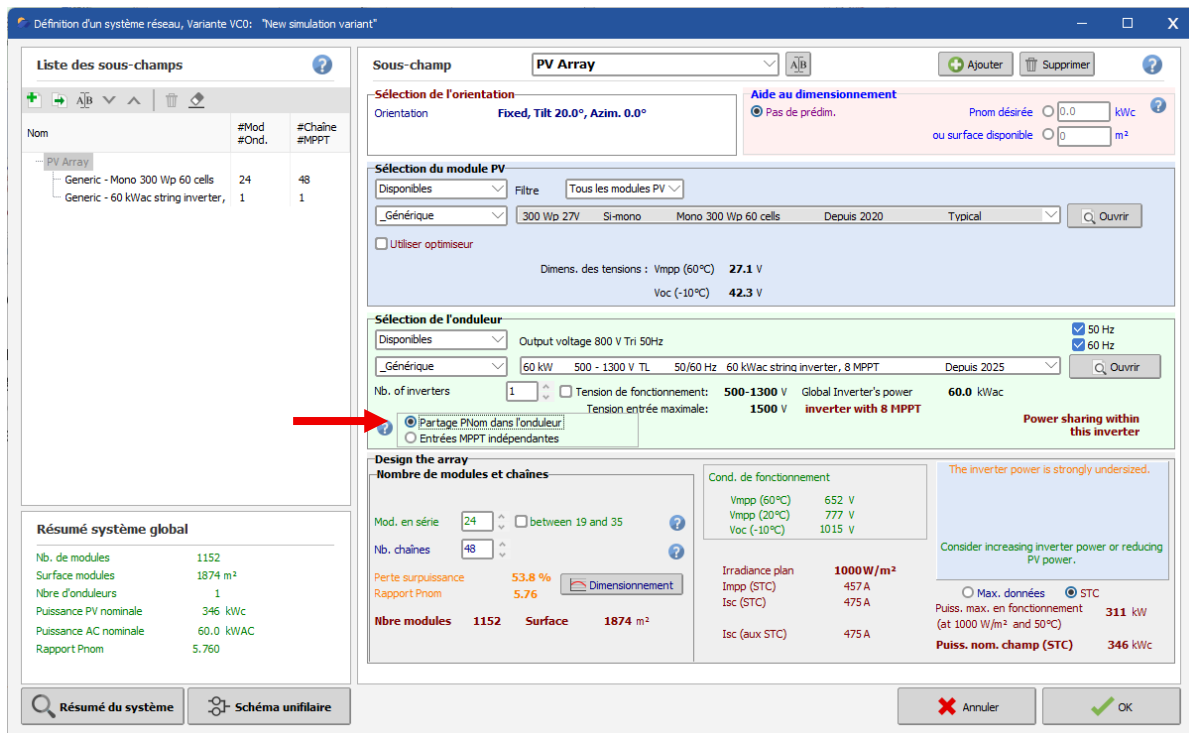 Définition d'un système réseau, Variante VC0:   "New simulation variant"
Liste des sous-champs
Nom
#Mod
#Ond.
#Chaîne
#MPPT
PV Array
Generic - Mono 300 Wp 60 cells 24 48
Generic - 60 kWac string inverter, 1 1
Résumé système global
Nb. de modules 1152
Surface modules 1874 m²
Nbre d'onduleurs 1
Puissance PV nominale 346 kWc
Puissance AC nominale 60.0 kWAC
Rapport Pnom 5.760
Résumé du système
Schéma unifilaire
Sous-champ PV Array A|B Ajouter Supprimer
Sélection de l'orientation
Orientation Fixed, Tilt 20.0°, Azim. 0.0°
Aide au dimensionnement
Pas de prédim. Pnom désirée 0.0 kWc
ou surface disponible 0 m²
Sélection du module PV
Disponibles Filtre Tous les modules PV
_Générique 300 Wp 27V Si-mono Mono 300 Wp 60 cells Depuis 2020 Typical Ouvrir
Utiliser optimiseur
Dimens. des tensions : Vmpp (60°C) 27.1 V
Voc (-10°C) 42.3 V
Sélection de l'onduleur
Disponibles Output voltage 800 V Tri 50Hz
50 Hz
60 Hz
_Générique 60 kW 500 - 1300 V TL 50/60 Hz 60 kWac string inverter, 8 MPPT Depuis 2025 Ouvrir
Nb. of inverters 1 Tension de fonctionnement: 500-1300 V Global Inverter's power 60.0 kWac
Tension entrée maximale: 1500 V inverter with 8 MPPT
Partage PNom dans l'onduleur
Entrées MPPT indépendantes
Power sharing within
this inverter
Design the array
Nombre de modules et chaînes
Mod. en série 24 between 19 and 35
Nb. chaînes 48
Perte surpuissance 53.8 %
Rapport Pnom 5.76
Dimensionnement
Nbre modules 1152 Surface 1874 m²
Cond. de fonctionnement
Vmpp (60°C) 652 V
Vmpp (20°C) 777 V
Voc (-10°C) 1015 V
Irradiance plan 1000 W/m²
Impp (STC) 457 A
Isc (STC) 475 A
Isc (aux STC) 475 A
The inverter power is strongly undersized.
Consider increasing inverter power or reducing
PV power.
Max. données STC
Puiss. max. en fonctionnement 311 kW
(at 1000 W/m² and 50°C)
Puiss. nom. champ (STC) 346 kWc
Annuler
OK